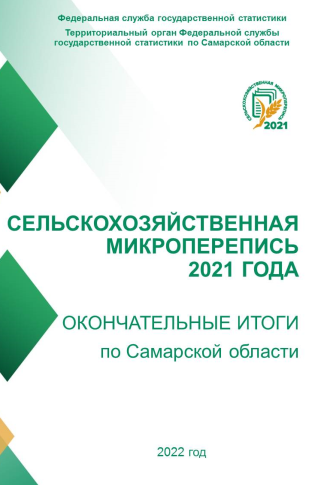 Федеральная служба государственной статистики
Территориальный орган Федеральной службы
государственной статистики по Самарской области
СЕЛЬСКОХОЗЯЙСТВЕННАЯ МИКРОПЕРЕПИСЬ
2021
СЕЛЬСКОХОЗЯЙСТВЕННАЯ
МИКРОПЕРЕПИСЬ
2021 ГОДА
ОКОНЧАТЕЛЬНЫЕ ИТОГИ
по Самарской области
2022 год